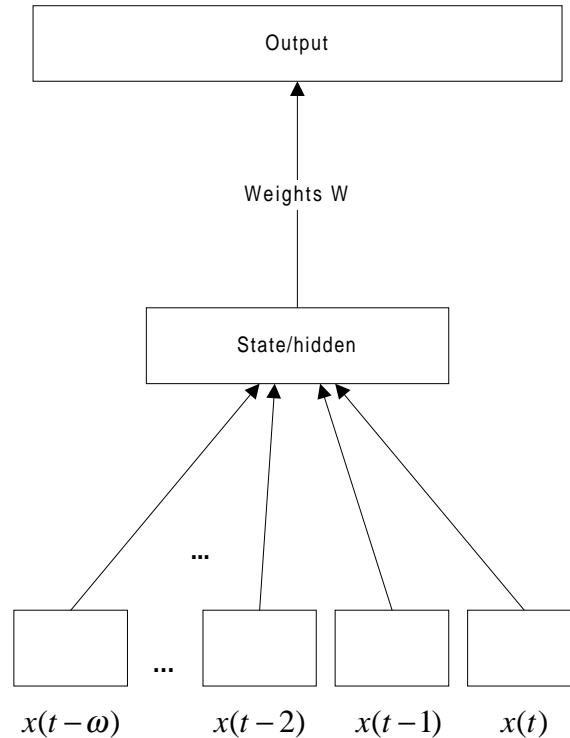 Output
Weights W
State/hidden
...
...
x(t−ω) x(t−2) x(t−1) x(t)